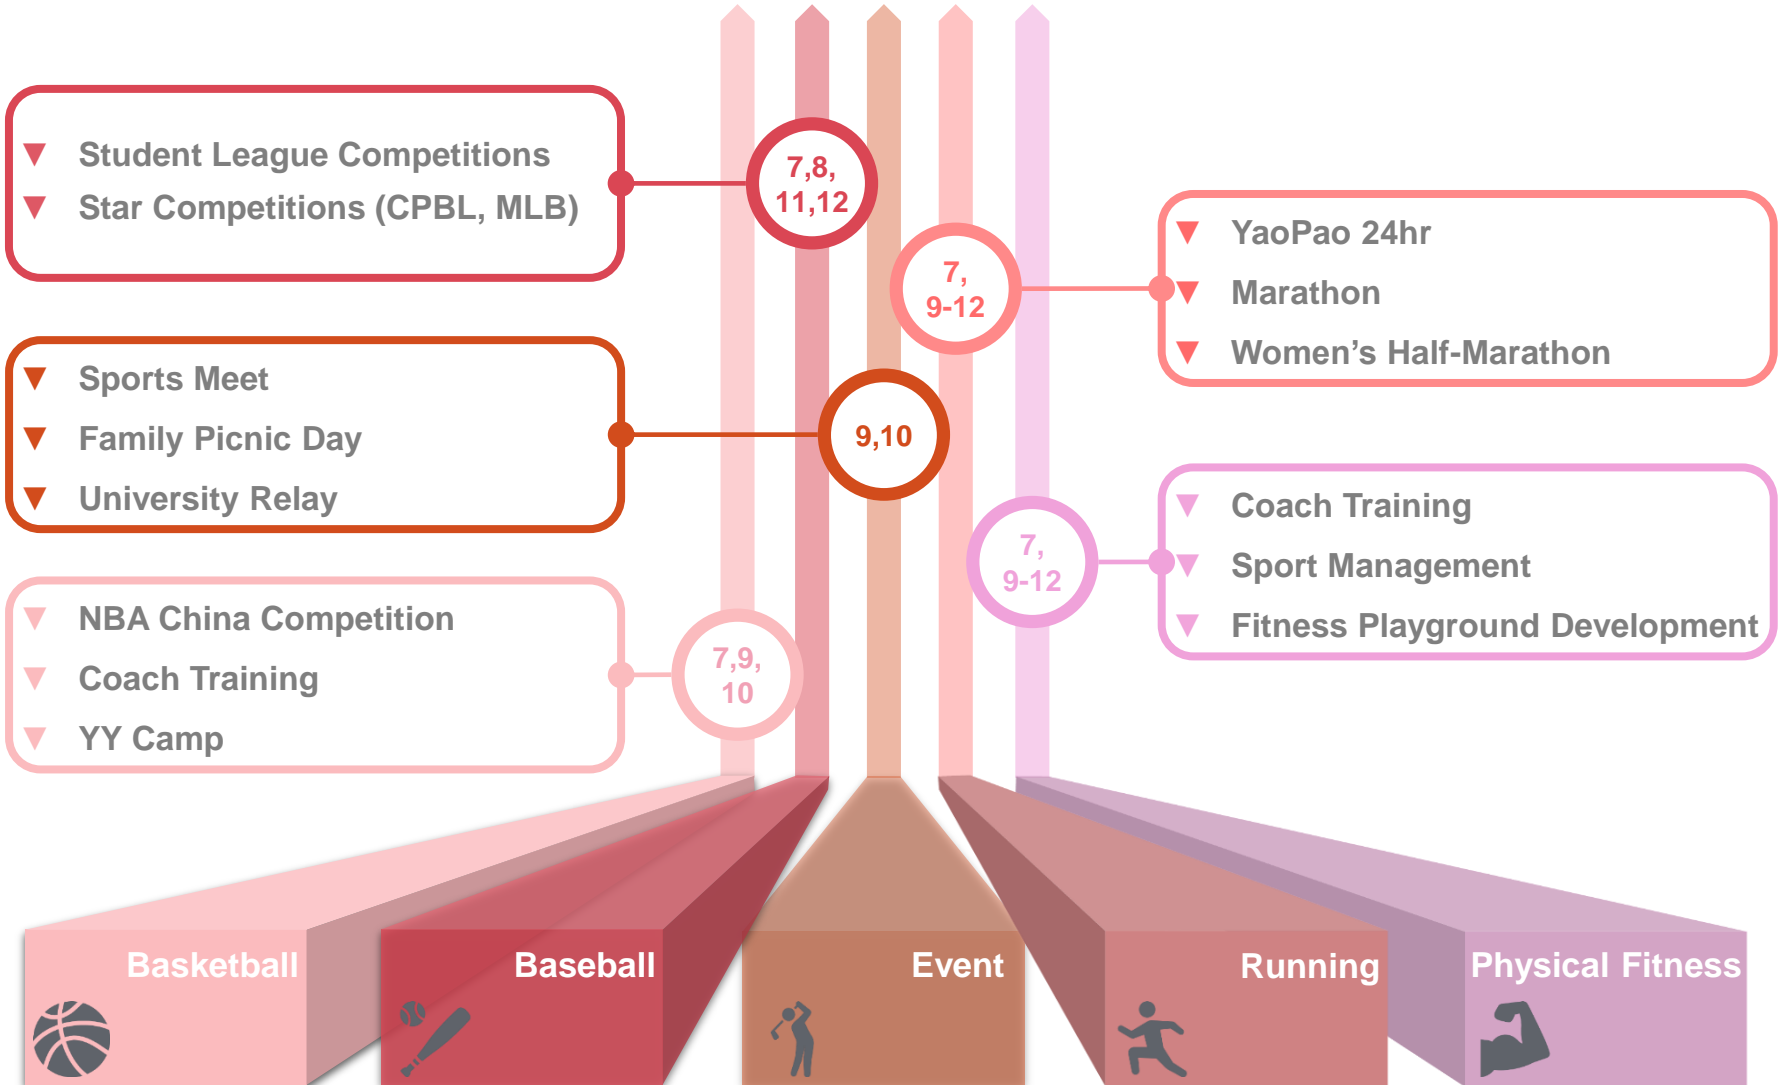 Student League Competitions
Star Competitions (CPBL, MLB)
7,8,
11,12
YaoPao 24hr
Marathon
Women’s Half-Marathon
7,
9-12
Sports Meet
Family Picnic Day
University Relay
9,10
Coach Training
Sport Management
Fitness Playground Development
7,
9-12
NBA China Competition
Coach Training
YY Camp
7,9,
10
Basketball
Baseball
Event
Running
Physical Fitness